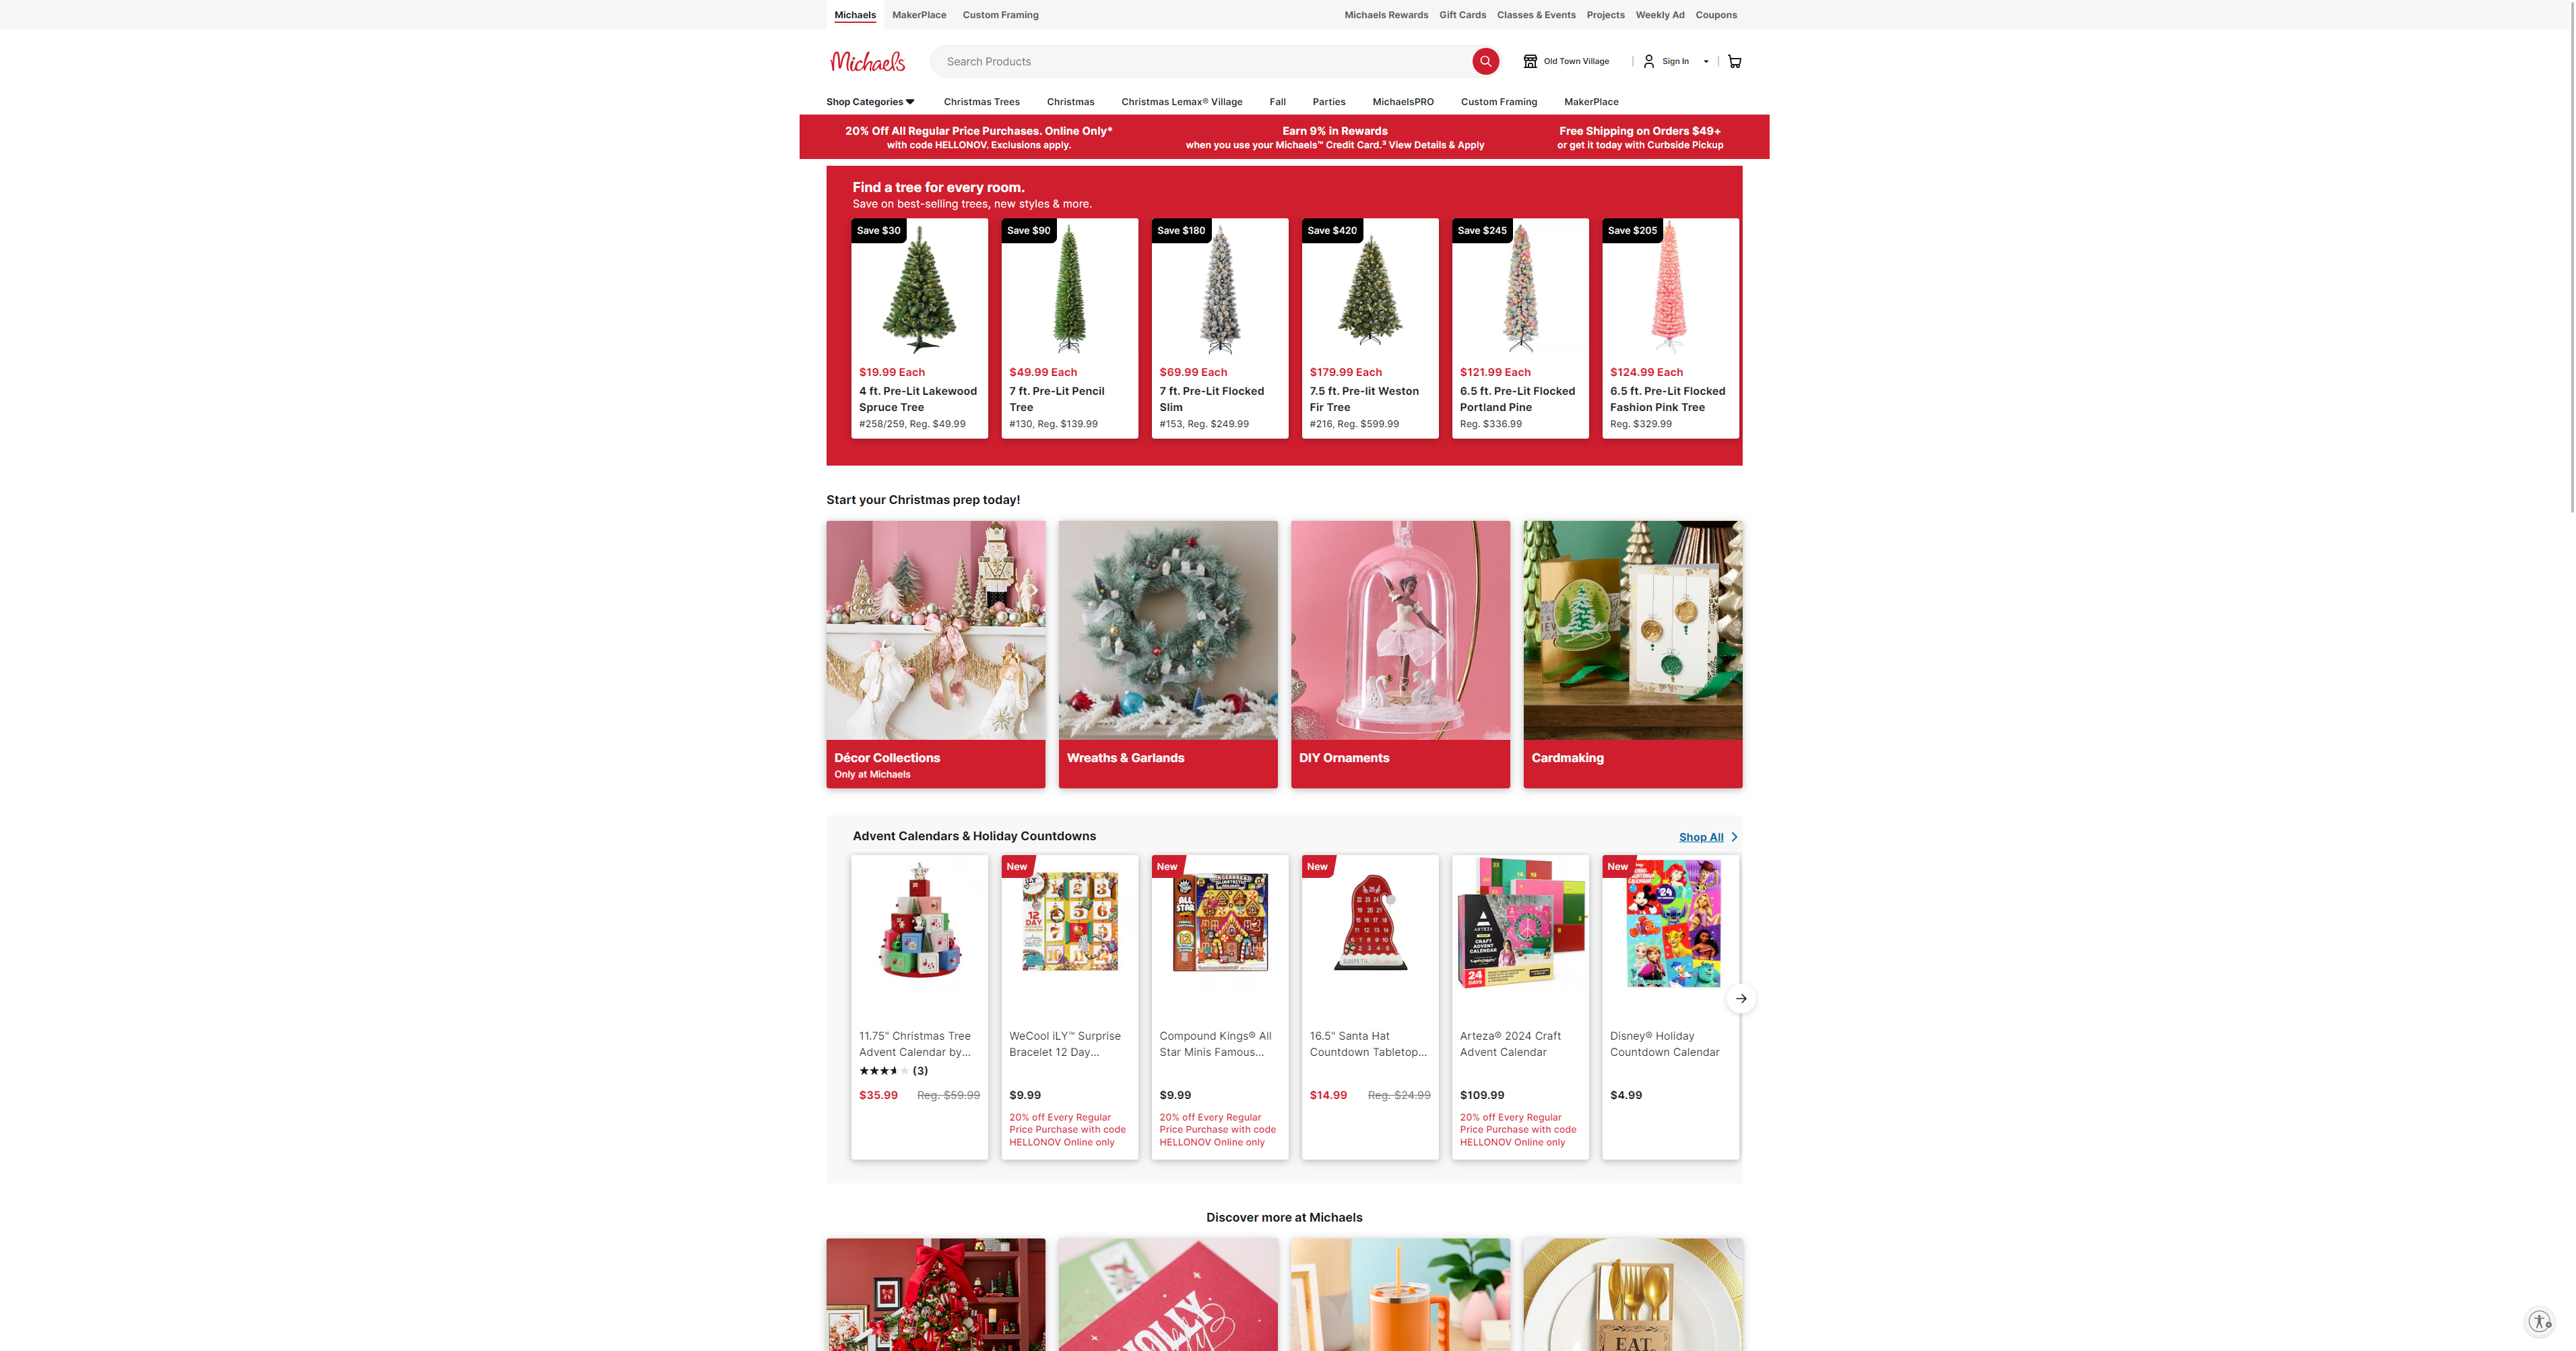 Michaels
MakerPlace
Custom Framing
Michaels Rewards
Gift Cards
Classes & Events
Projects
Weekly Ad
Coupons
Michaels
Search Products
Old Town Village
Sign In
Shop Categories
Christmas Trees
Christmas
Christmas Lemax® Village
Fall
Parties
MichaelsPRO
Custom Framing
MakerPlace
20% Off All Regular Price Purchases. Online Only*
with code HELLONOV. Exclusions apply.
Earn 9% in Rewards
when you use your Michaels™ Credit Card.³ View Details & Apply
Free Shipping on Orders $49+
or get it today with Curbside Pickup
Find a tree for every room.
Save on best-selling trees, new styles & more.
Save $30
$19.99 Each
4 ft. Pre-Lit Lakewood
Spruce Tree
#258/259, Reg. $49.99
Save $90
$49.99 Each
7 ft. Pre-Lit Pencil
Tree
#130, Reg. $139.99
Save $180
$69.99 Each
7 ft. Pre-Lit Flocked
Slim
#153, Reg. $249.99
Save $420
$179.99 Each
7.5 ft. Pre-lit Weston
Fir Tree
#216, Reg. $599.99
Save $245
$121.99 Each
6.5 ft. Pre-Lit Flocked
Portland Pine
Reg. $336.99
Save $205
$124.99 Each
6.5 ft. Pre-Lit Flocked
Fashion Pink Tree
Reg. $329.99
Start your Christmas prep today!
Décor Collections
Only at Michaels
Wreaths & Garlands
DIY Ornaments
Cardmaking
Advent Calendars & Holiday Countdowns
Shop All
11.75" Christmas Tree
Advent Calendar by...
(3)
$35.99 Reg. $59.99
New
iLY
12
DAY
WeCool iLY™ Surprise
Bracelet 12 Day...
$9.99
20% off Every Regular
Price Purchase with code
HELLONOV Online only
New
ALL
STAR
12
Compound Kings® All
Star Minis Famous...
$9.99
20% off Every Regular
Price Purchase with code
HELLONOV Online only
New
16.5" Santa Hat
Countdown Tabletop...
$14.99 Reg. $24.99
ARTEZA
CRAFT
ADVENT
CALENDAR
24
DAYS
Arteza® 2024 Craft
Advent Calendar
$109.99
20% off Every Regular
Price Purchase with code
HELLONOV Online only
New
24
Disney® Holiday
Countdown Calendar
$4.99
Discover more at Michaels
EAT